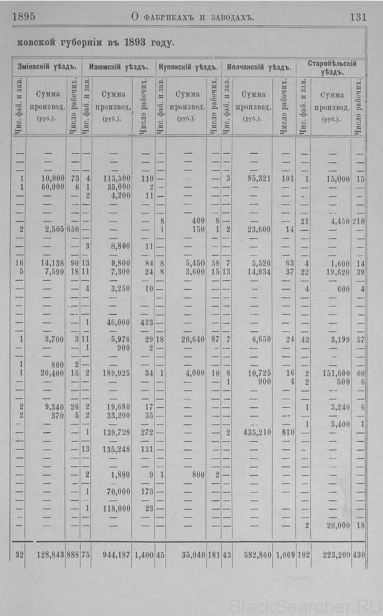 1895 О фабрикахъ и заводахъ. 131
ковской губерніи въ 1893 году.
Зміевскій уѣздъ. Изюмскій уѣздъ. Купянскій уѣздъ. Волчанскій уѣздъ. Старобѣльскій уѣздъ.
Чис. фаб. и зав. Сумма производ. (руб.). Число рабочихъ. Чис. фаб. и зав. Сумма производ. (руб.). Число рабочихъ. Чис. фаб. и зав. Сумма производ. (руб.). Число рабочихъ. Чис. фаб. и зав. Сумма производ. (руб.). Число рабочихъ. Чис. фаб. и зав. Сумма производ. (руб.). Число рабочихъ.
1 10,000 73 4 115,500 110 — — — 3 85,321 101 1 15,000 15
1 60,000 6 1 35,000 2 — — — — — — — — —
— — — 2 4,200 11 — — — — — — — — —
— — — — — — 8 400 8 — — — 21 4,450 210
2 2,505 650 — — — 1 150 1 2 23,600 14 — — —
— — — 3 8,800 11 — — — — — — — — —
16 14,138 90 13 9,800 84 8 5,450 58 7 5,520 63 4 1,600 14
5 7,590 18 11 7,300 24 8 3,600 15 13 14,934 37 22 19,620 39
— — — 4 3,250 10 — — — — — — 4 600 4
— — — 1 46,000 423 — — — — — — — — —
1 3,700 3 11 5,976 29 18 20,640 87 7 6,650 24 42 3,199 57
— — — 1 900 2 — — — — — — — — —
1 800 2 — — — — — — — — — — — —
1 20,400 15 2 189,925 34 1 4,000 10 8 10,725 16 2 151,600 60
— — — — — — — — — 1 900 4 2 500 6
2 9,340 26 2 19,680 17 — — — — — — 1 3,240 6
2 370 5 2 33,200 35 — — — — — — — — —
— — — — — — — — — — — — 1 3,400 1
— — — 1 139,728 272 — — — 2 435,210 810 — — —
— — — 13 135,248 131 — — — — — — — — —
— — — 2 1,880 9 1 800 2 — — — — — —
— — — 1 70,000 173 — — — — — — — — —
— — — 1 118,000 23 — — — — — — — — —
— — — — — — — — — — — — 2 20,000 18
32 128,843 888 75 944,187 1,400 45 35,040 181 43 582,860 1,069 102 223,209 430
BlackSearcher.RU